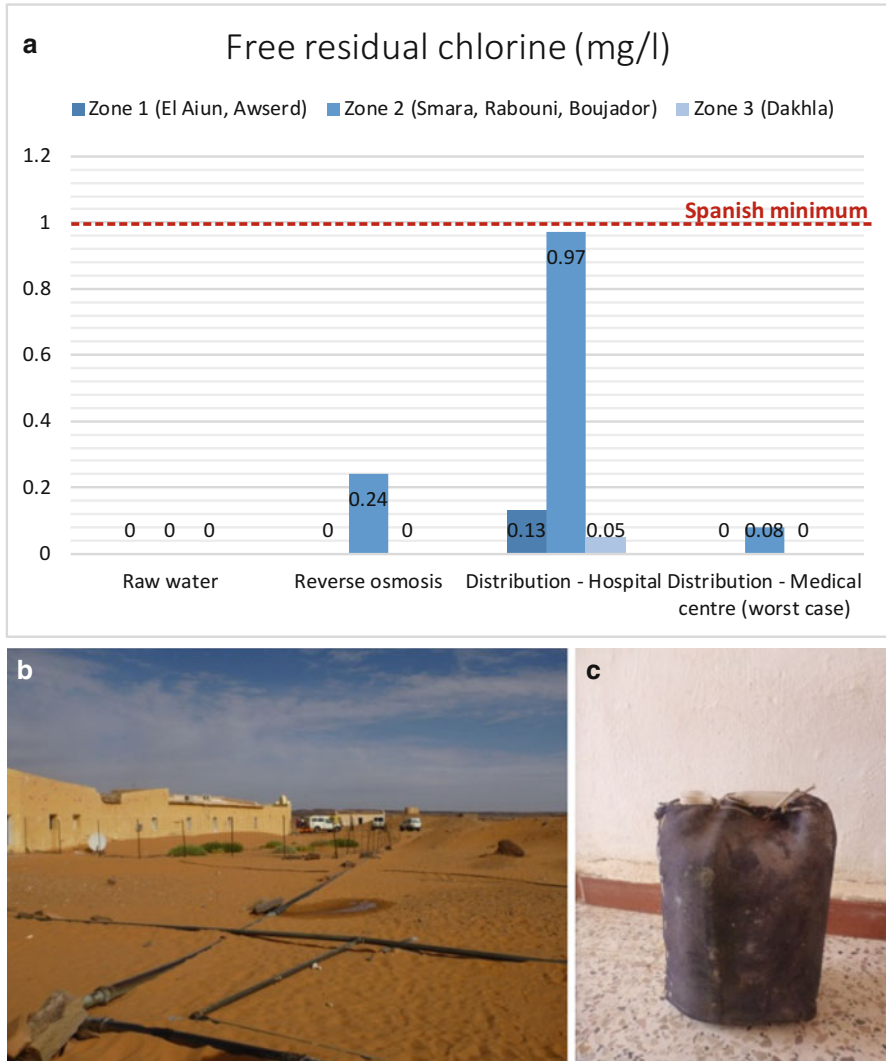 a
Free residual chlorine (mg/l)
Zone 1 (El Aiun, Awserd) Zone 2 (Smara, Rabouni, Boujador) Zone 3 (Dakhla)
1.2
Spanish minimum
1
0.97
0.8
0.6
0.4
0.24
0.2
0 0 0 0 0 0.13 0.05 0 0.08 0
0
Raw water Reverse osmosis Distribution - Hospital Distribution - Medical
centre (worst case)
b c